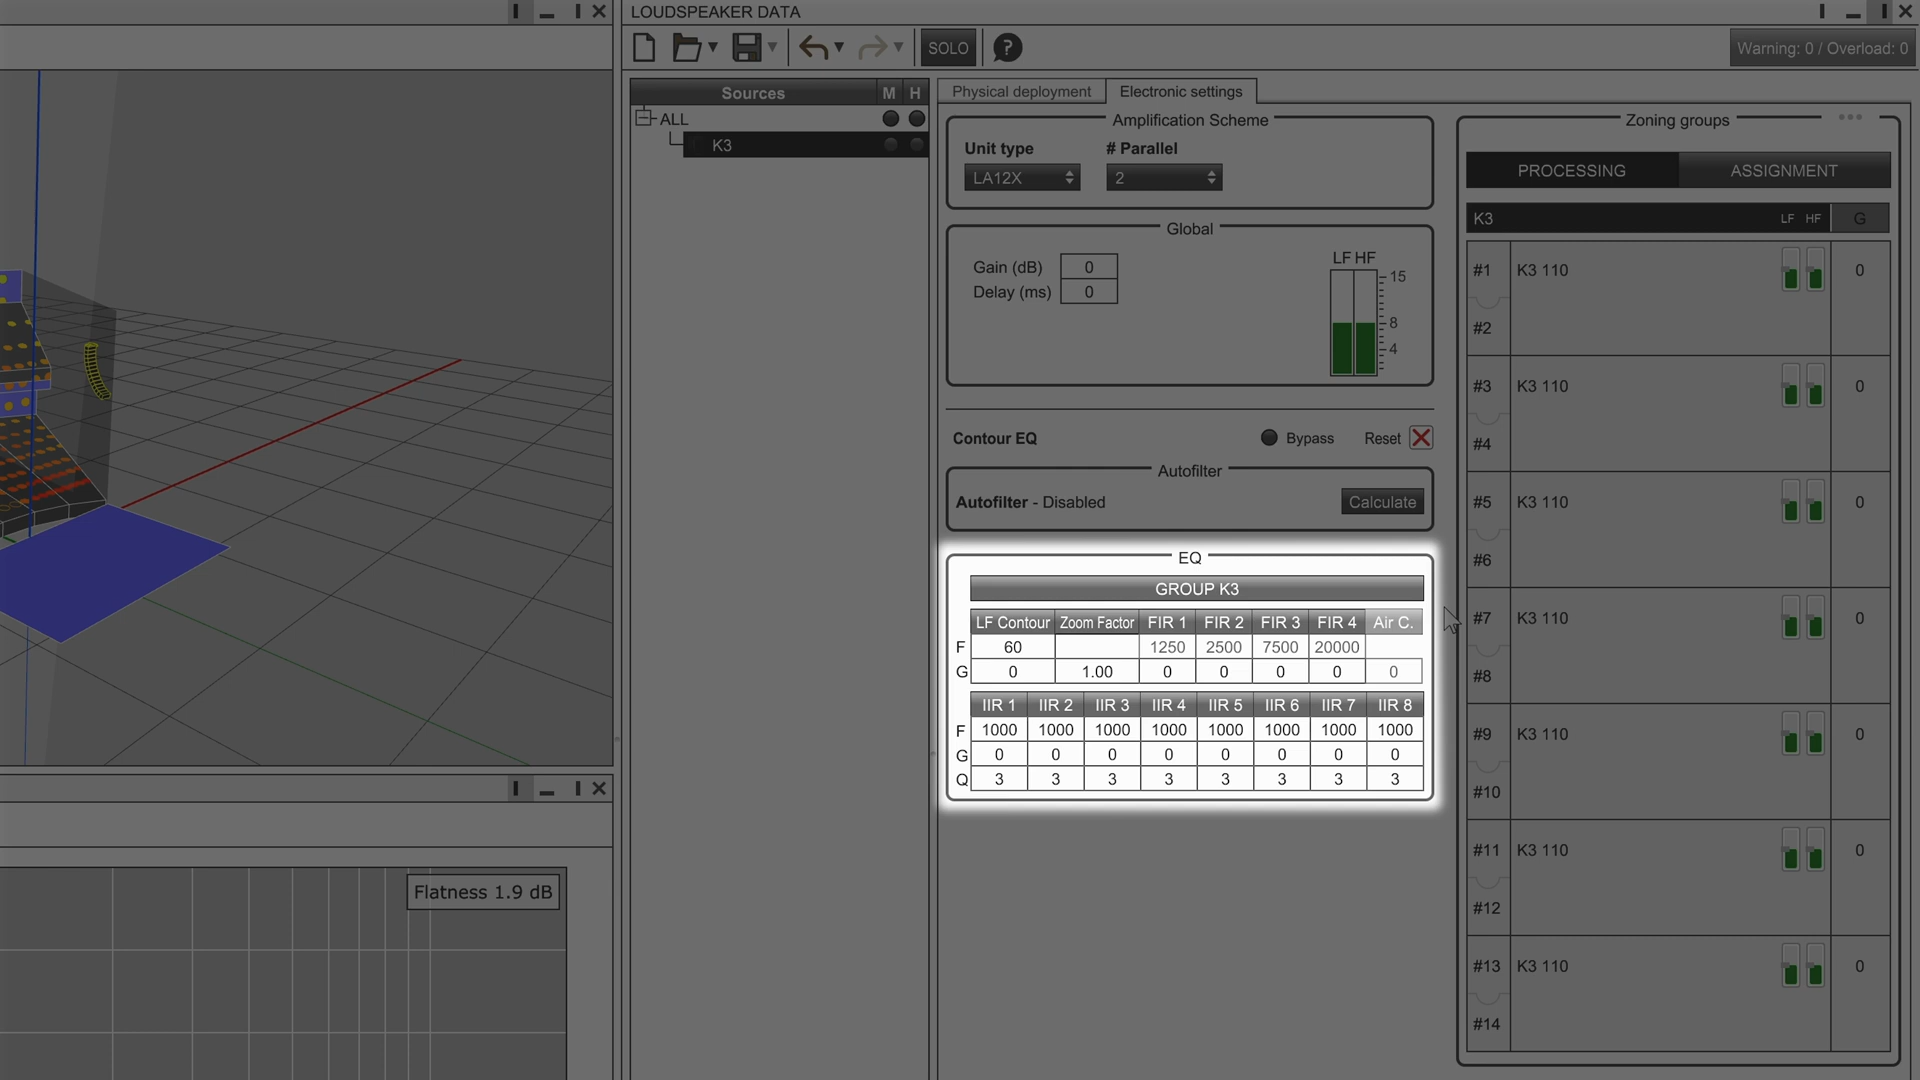 LOUDSPEAKER DATA
SOLO
?
Warning: 0 / Overload: 0
Sources M H
ALL
K3
Physical deployment
Electronic settings
Amplification Scheme
Unit type # Parallel
LA12X 2
Global
Gain (dB) 0
Delay (ms) 0
LF HF
15
8
4
Contour EQ Bypass Reset
Autofilter
Autofilter - Disabled Calculate
EQ
GROUP K3
LF Contour Zoom Factor FIR 1 FIR 2 FIR 3 FIR 4 Air C.
F 60 1250 2500 7500 20000
G 0 1.00 0 0 0 0 0
IIR 1 IIR 2 IIR 3 IIR 4 IIR 5 IIR 6 IIR 7 IIR 8
F 1000 1000 1000 1000 1000 1000 1000 1000
G 0 0 0 0 0 0 0 0
Q 3 3 3 3 3 3 3 3
Zoning groups
PROCESSING ASSIGNMENT
K3 LF HF G
#1 K3 110 0
#2
#3 K3 110 0
#4
#5 K3 110 0
#6
#7 K3 110 0
#8
#9 K3 110 0
#10
#11 K3 110 0
#12
#13 K3 110 0
#14
Flatness 1.9 dB